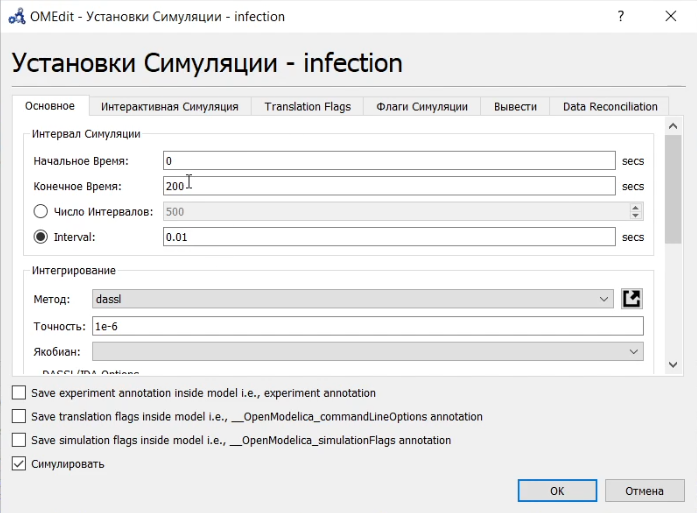 OMEdit - Установки Симуляции - infection
Установки Симуляции - infection
Основное Интерактивная Симуляция Translation Flags Флаги Симуляции Вывести Data Reconciliation
Интервал Симуляции
Начальное Время: 0 secs
Конечное Время: 200 secs
Число Интервалов: 500
Interval: 0.01 secs
Интегрирование
Метод: dassl
Точность: 1e-6
Якобиан:
DASSL/IDA Options
Save experiment annotation inside model i.e., experiment annotation
Save translation flags inside model i.e., __OpenModelica_commandLineOptions annotation
Save simulation flags inside model i.e., __OpenModelica_simulationFlags annotation
Симулировать
OK Отмена